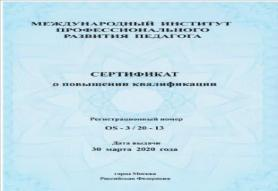 МЕЖДУНАРОДНЫЙ ИНСТИТУТ
ПРОФЕССИОНАЛЬНОГО
РАЗВИТИЯ ПЕДАГОГА
СЕРТИФИКАТ
о повышении квалификации
Регистрационный номер
OS - 3 / 20 - 13
Дата выдачи
30 марта 2020 года
город Москва
Российская Федерация